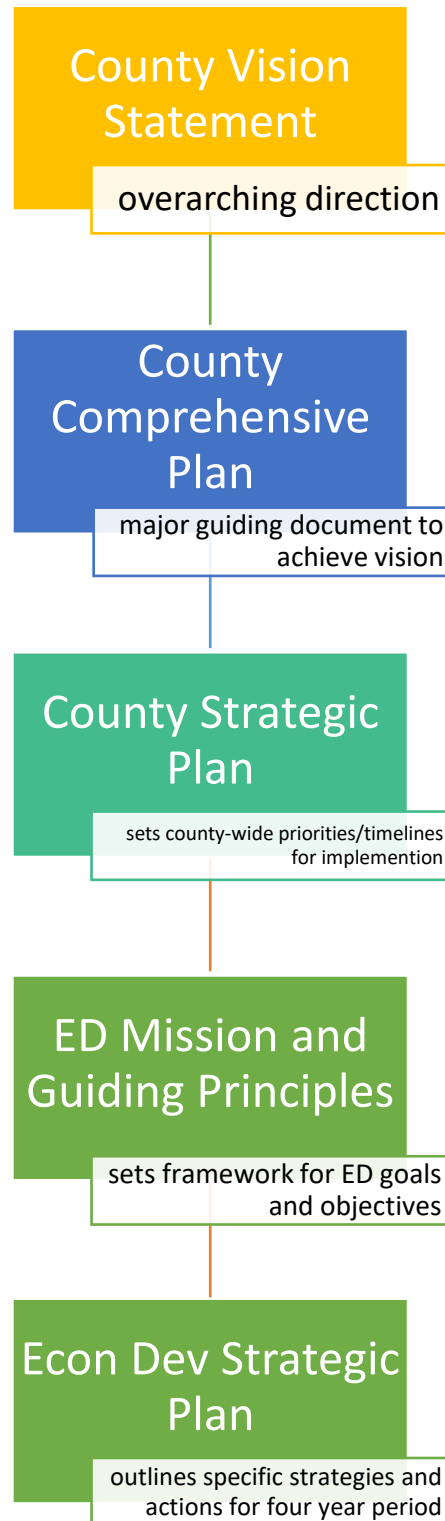 County Vision
Statement
overarching direction
County
Comprehensive
Plan
major guiding document to
achieve vision
County Strategic
Plan
sets county-wide priorities/timelines
for implemention
ED Mission and
Guiding Principles
sets framework for ED goals
and objectives
Econ Dev Strategic
Plan
outlines specific strategies and
actions for four year period